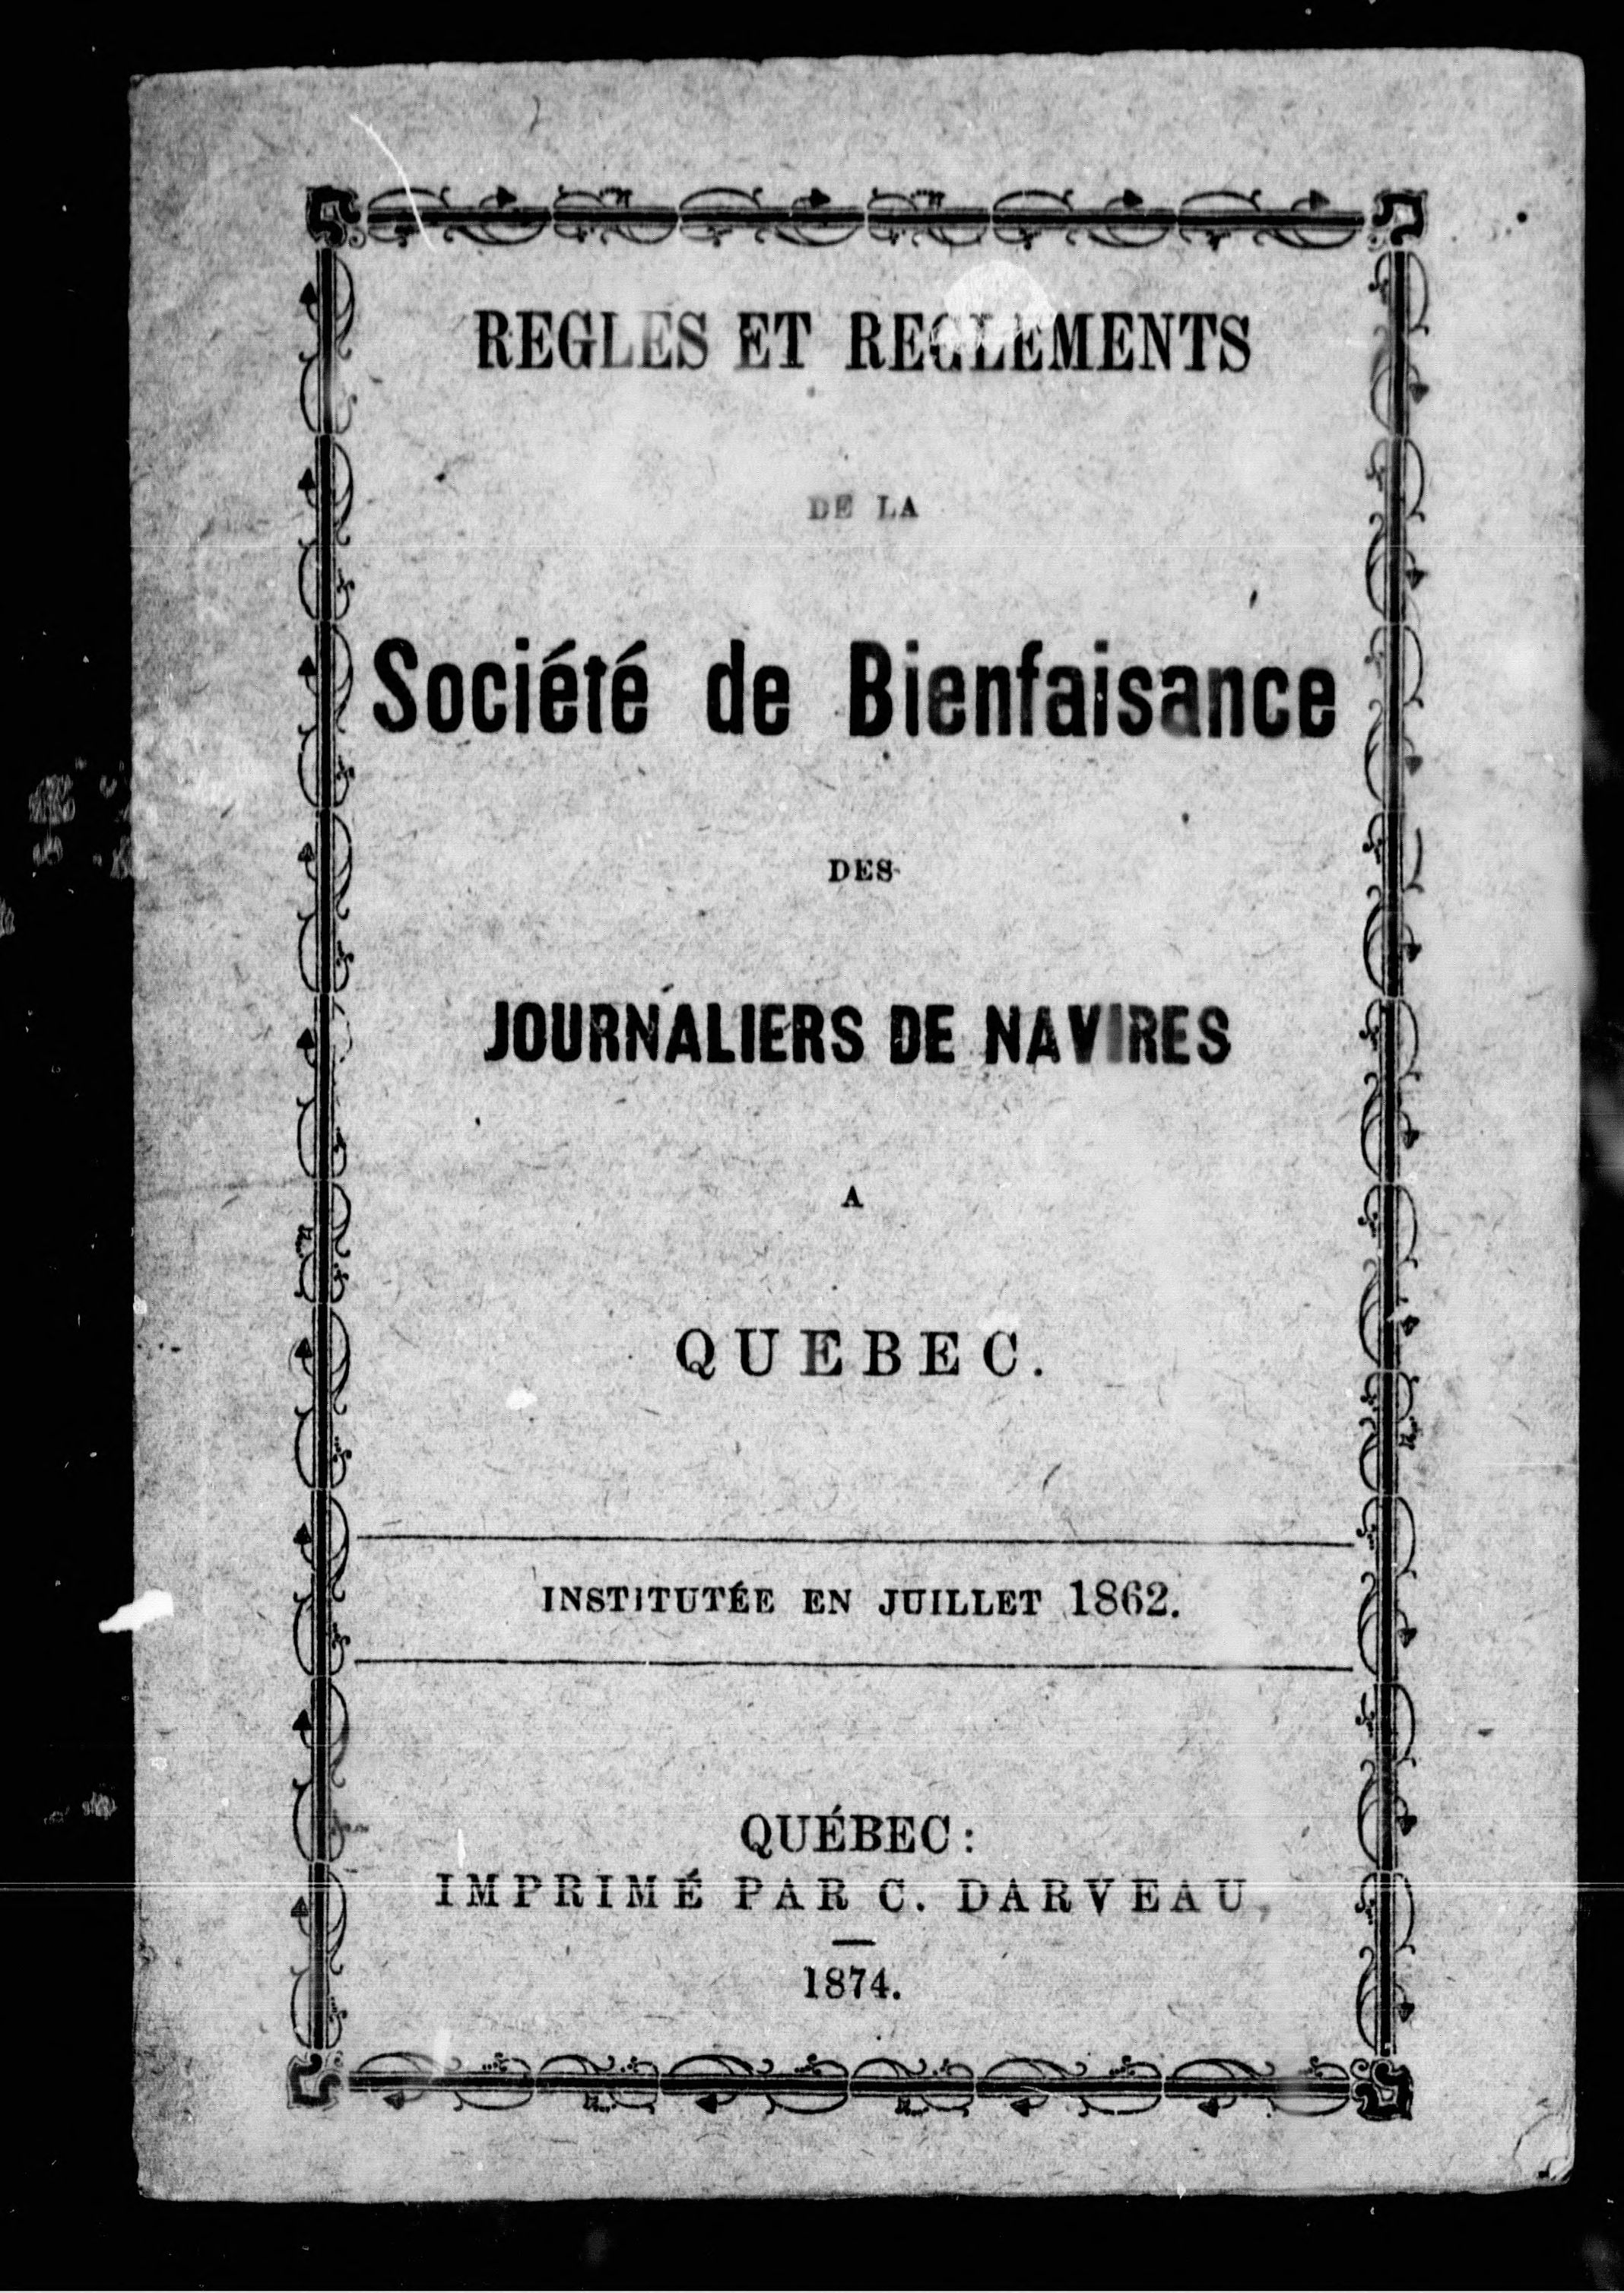 REGLES ET REGLEMENTS
DE LA
Société de Bienfaisance
DES
JOURNALIERS DE NAVIRES
A
QUEBEC.
INSTITUTÉE EN JUILLET 1862.
QUÉBEC:
IMPRIMÉ PAR C. DARVEAU,
1874.